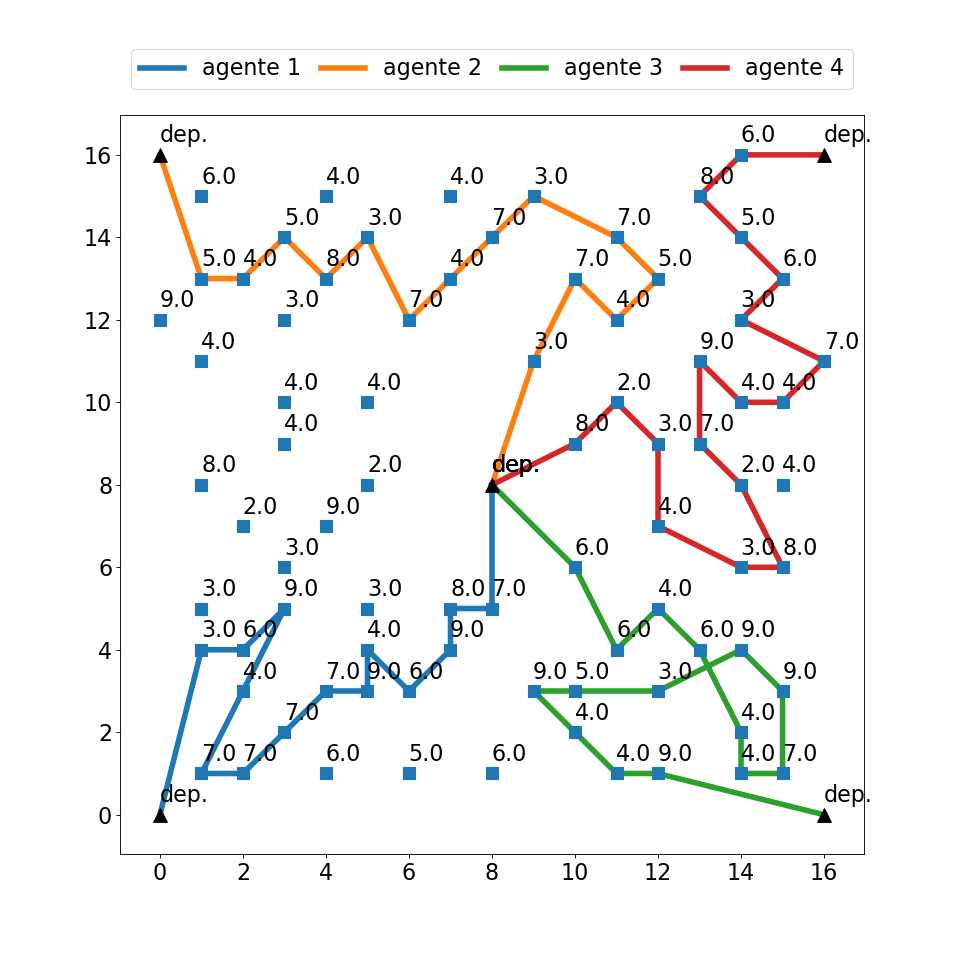 agente 1 agente 2 agente 3 agente 4
dep. 6.0 dep.
16
6.0 4.0 4.0 3.0 8.0
5.0 3.0 7.0 7.0 5.0
14
5.0 4.0 8.0 4.0 7.0 5.0 6.0
9.0 3.0 7.0 4.0 3.0
12
4.0 3.0 9.0 7.0
4.0 4.0 2.0 4.0 4.0
10
4.0 8.0 3.0 7.0
8.0 2.0 dep. 2.0 4.0
8
2.0 9.0 4.0
3.0 6.0 3.0 8.0
6
3.0 9.0 3.0 8.0 7.0 4.0
3.0 6.0 4.0 9.0 6.0 6.0 9.0
4
4.0 7.0 9.0 6.0 9.0 5.0 3.0 9.0
7.0 4.0 4.0
2
7.0 7.0 6.0 5.0 6.0 4.0 9.0 4.0 7.0
dep. dep.
0
0 2 4 6 8 10 12 14 16